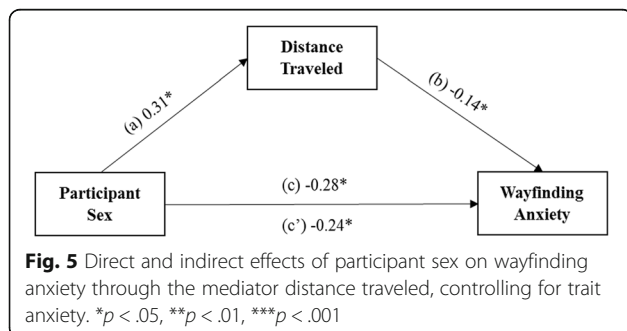 Distance
Traveled
(a) 0.31*
(b) -0.14*
Participant
Sex
(c) -0.28*
(c’) -0.24*
Wayfinding
Anxiety
Fig. 5 Direct and indirect effects of participant sex on wayfinding
anxiety through the mediator distance traveled, controlling for trait
anxiety. *p < .05, **p < .01, ***p < .001